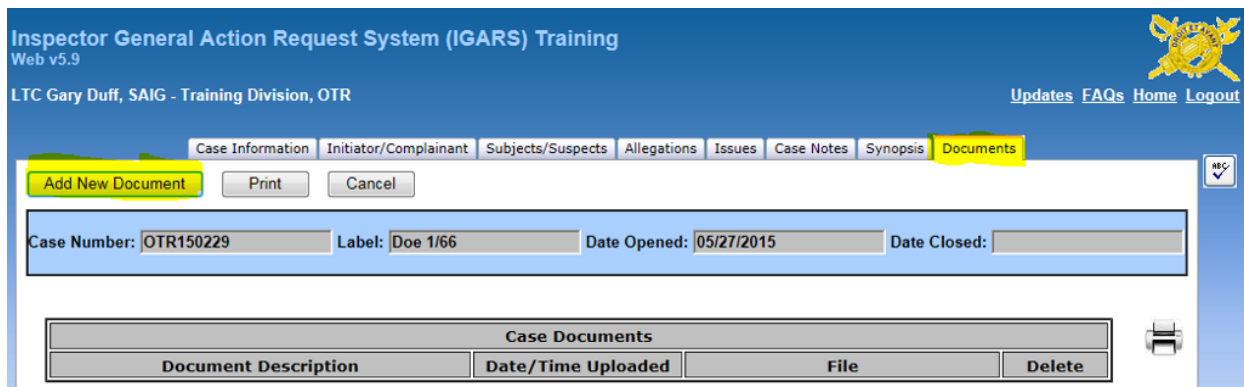 Inspector General Action Request System (IGARS) Training
Web v5.9
LTC Gary Duff, SAIG - Training Division, OTR
Updates FAQs Home Logout
Case Information Initiator/Complainant Subjects/Suspects Allegations Issues Case Notes Synopsis Documents
Add New Document Print Cancel
ABC
Case Number: OTR150229 Label: Doe 1/66 Date Opened: 05/27/2015 Date Closed:
Case Documents
Document Description Date/Time Uploaded File Delete